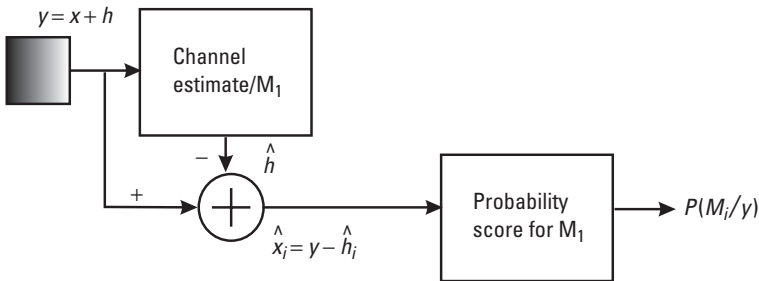 y = x + h
Channel
estimate/M₁
−
ĥ
+
x̂ᵢ = y − ĥᵢ
Probability
score for M₁
P(Mᵢ/y)